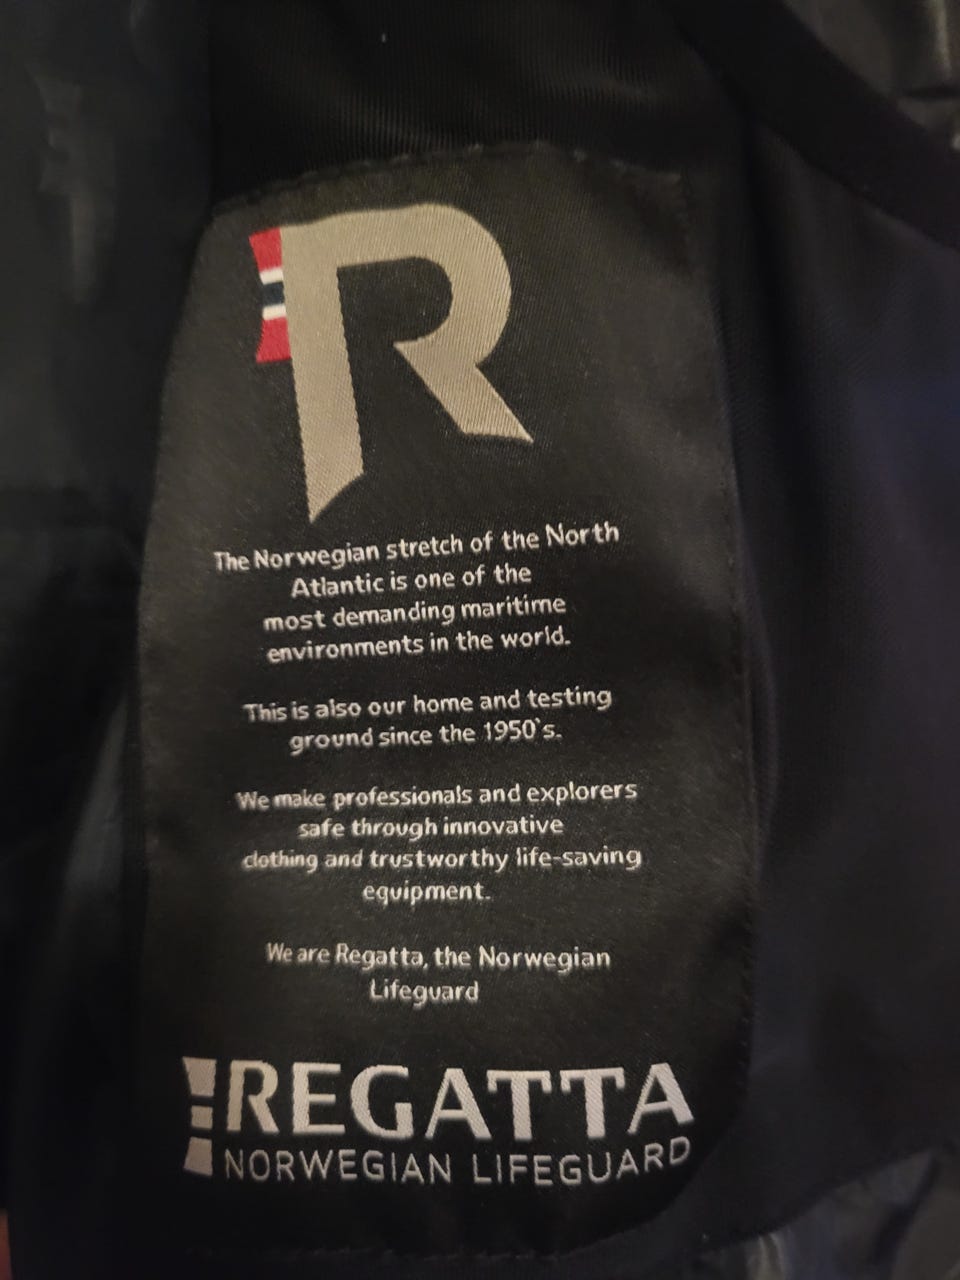 R
The Norwegian stretch of the North
Atlantic is one of the
most demanding maritime
environments in the world.
This is also our home and testing
ground since the 1950`s.
We make professionals and explorers
safe through innovative
clothing and trustworthy life-saving
equipment.
We are Regatta, the Norwegian
Lifeguard
REGATTA
NORWEGIAN LIFEGUARD